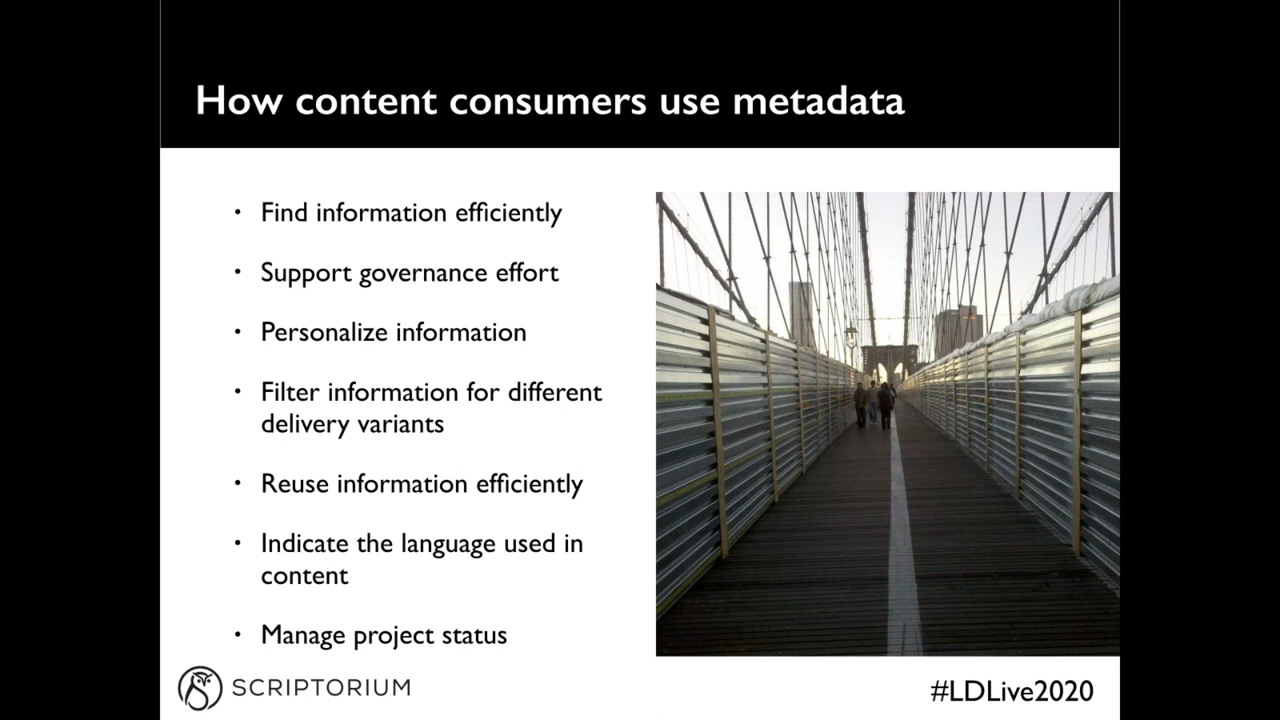 How content consumers use metadata
• Find information efficiently
• Support governance effort
• Personalize information
• Filter information for different
delivery variants
• Reuse information efficiently
• Indicate the language used in
content
• Manage project status
SCRIPTORIUM
#LDLive2020